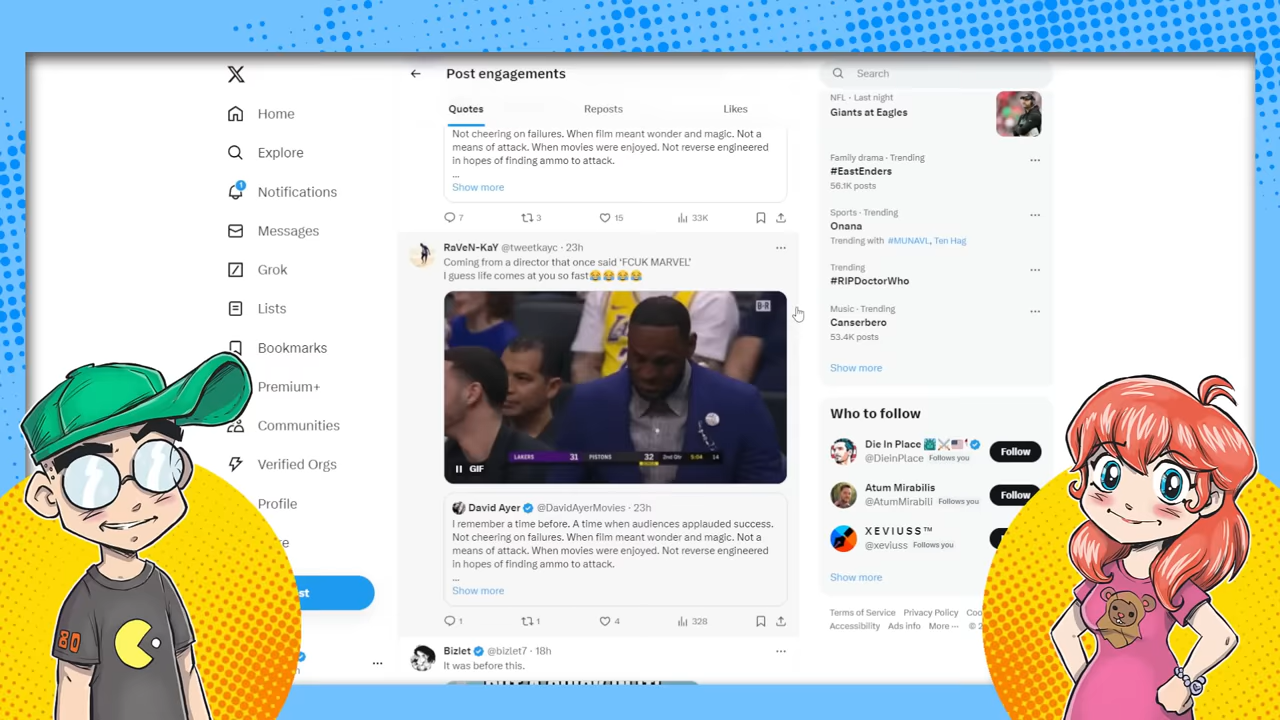 Post engagements
Search
Quotes
Reposts
Likes
Home
Explore
1
Notifications
Messages
Grok
Lists
Bookmarks
Premium+
Communities
Verified Orgs
Profile
Not cheering on failures. When film meant wonder and magic. Not a
means of attack. When movies were enjoyed. Not reverse engineered
in hopes of finding ammo to attack.
...
Show more
7
3
15
33K
RaVeN-KaY @tweetkayc · 23h
Coming from a director that once said 'FCUK MARVEL'
I guess life comes at you so fast😂😂😂😂
B·R
LAKERS 31 PISTONS 32 2nd Qtr 5:04 14
GIF
David Ayer @DavidAyerMovies · 23h
I remember a time before. A time when audiences applauded success.
Not cheering on failures. When film meant wonder and magic. Not a
means of attack. When movies were enjoyed. Not reverse engineered
in hopes of finding ammo to attack.
...
Show more
1
1
4
328
Bizlet @bizlet7 · 18h
It was before this.
NFL · Last night
Giants at Eagles
Family drama · Trending
#EastEnders
56.1K posts
Sports · Trending
Onana
Trending with #MUNAVL, Ten Hag
Trending
#RIPDoctorWho
Music · Trending
Canserbero
53.4K posts
Show more
Who to follow
Die In Place
@DieinPlace Follows you
Follow
Atum Mirabilis
@AtumMirabili Follows you
Follow
XEVIUSS™
@xeviuss Follows you
Show more
Terms of Service Privacy Policy Coo
Accessibility Ads info More ··· © 2
80